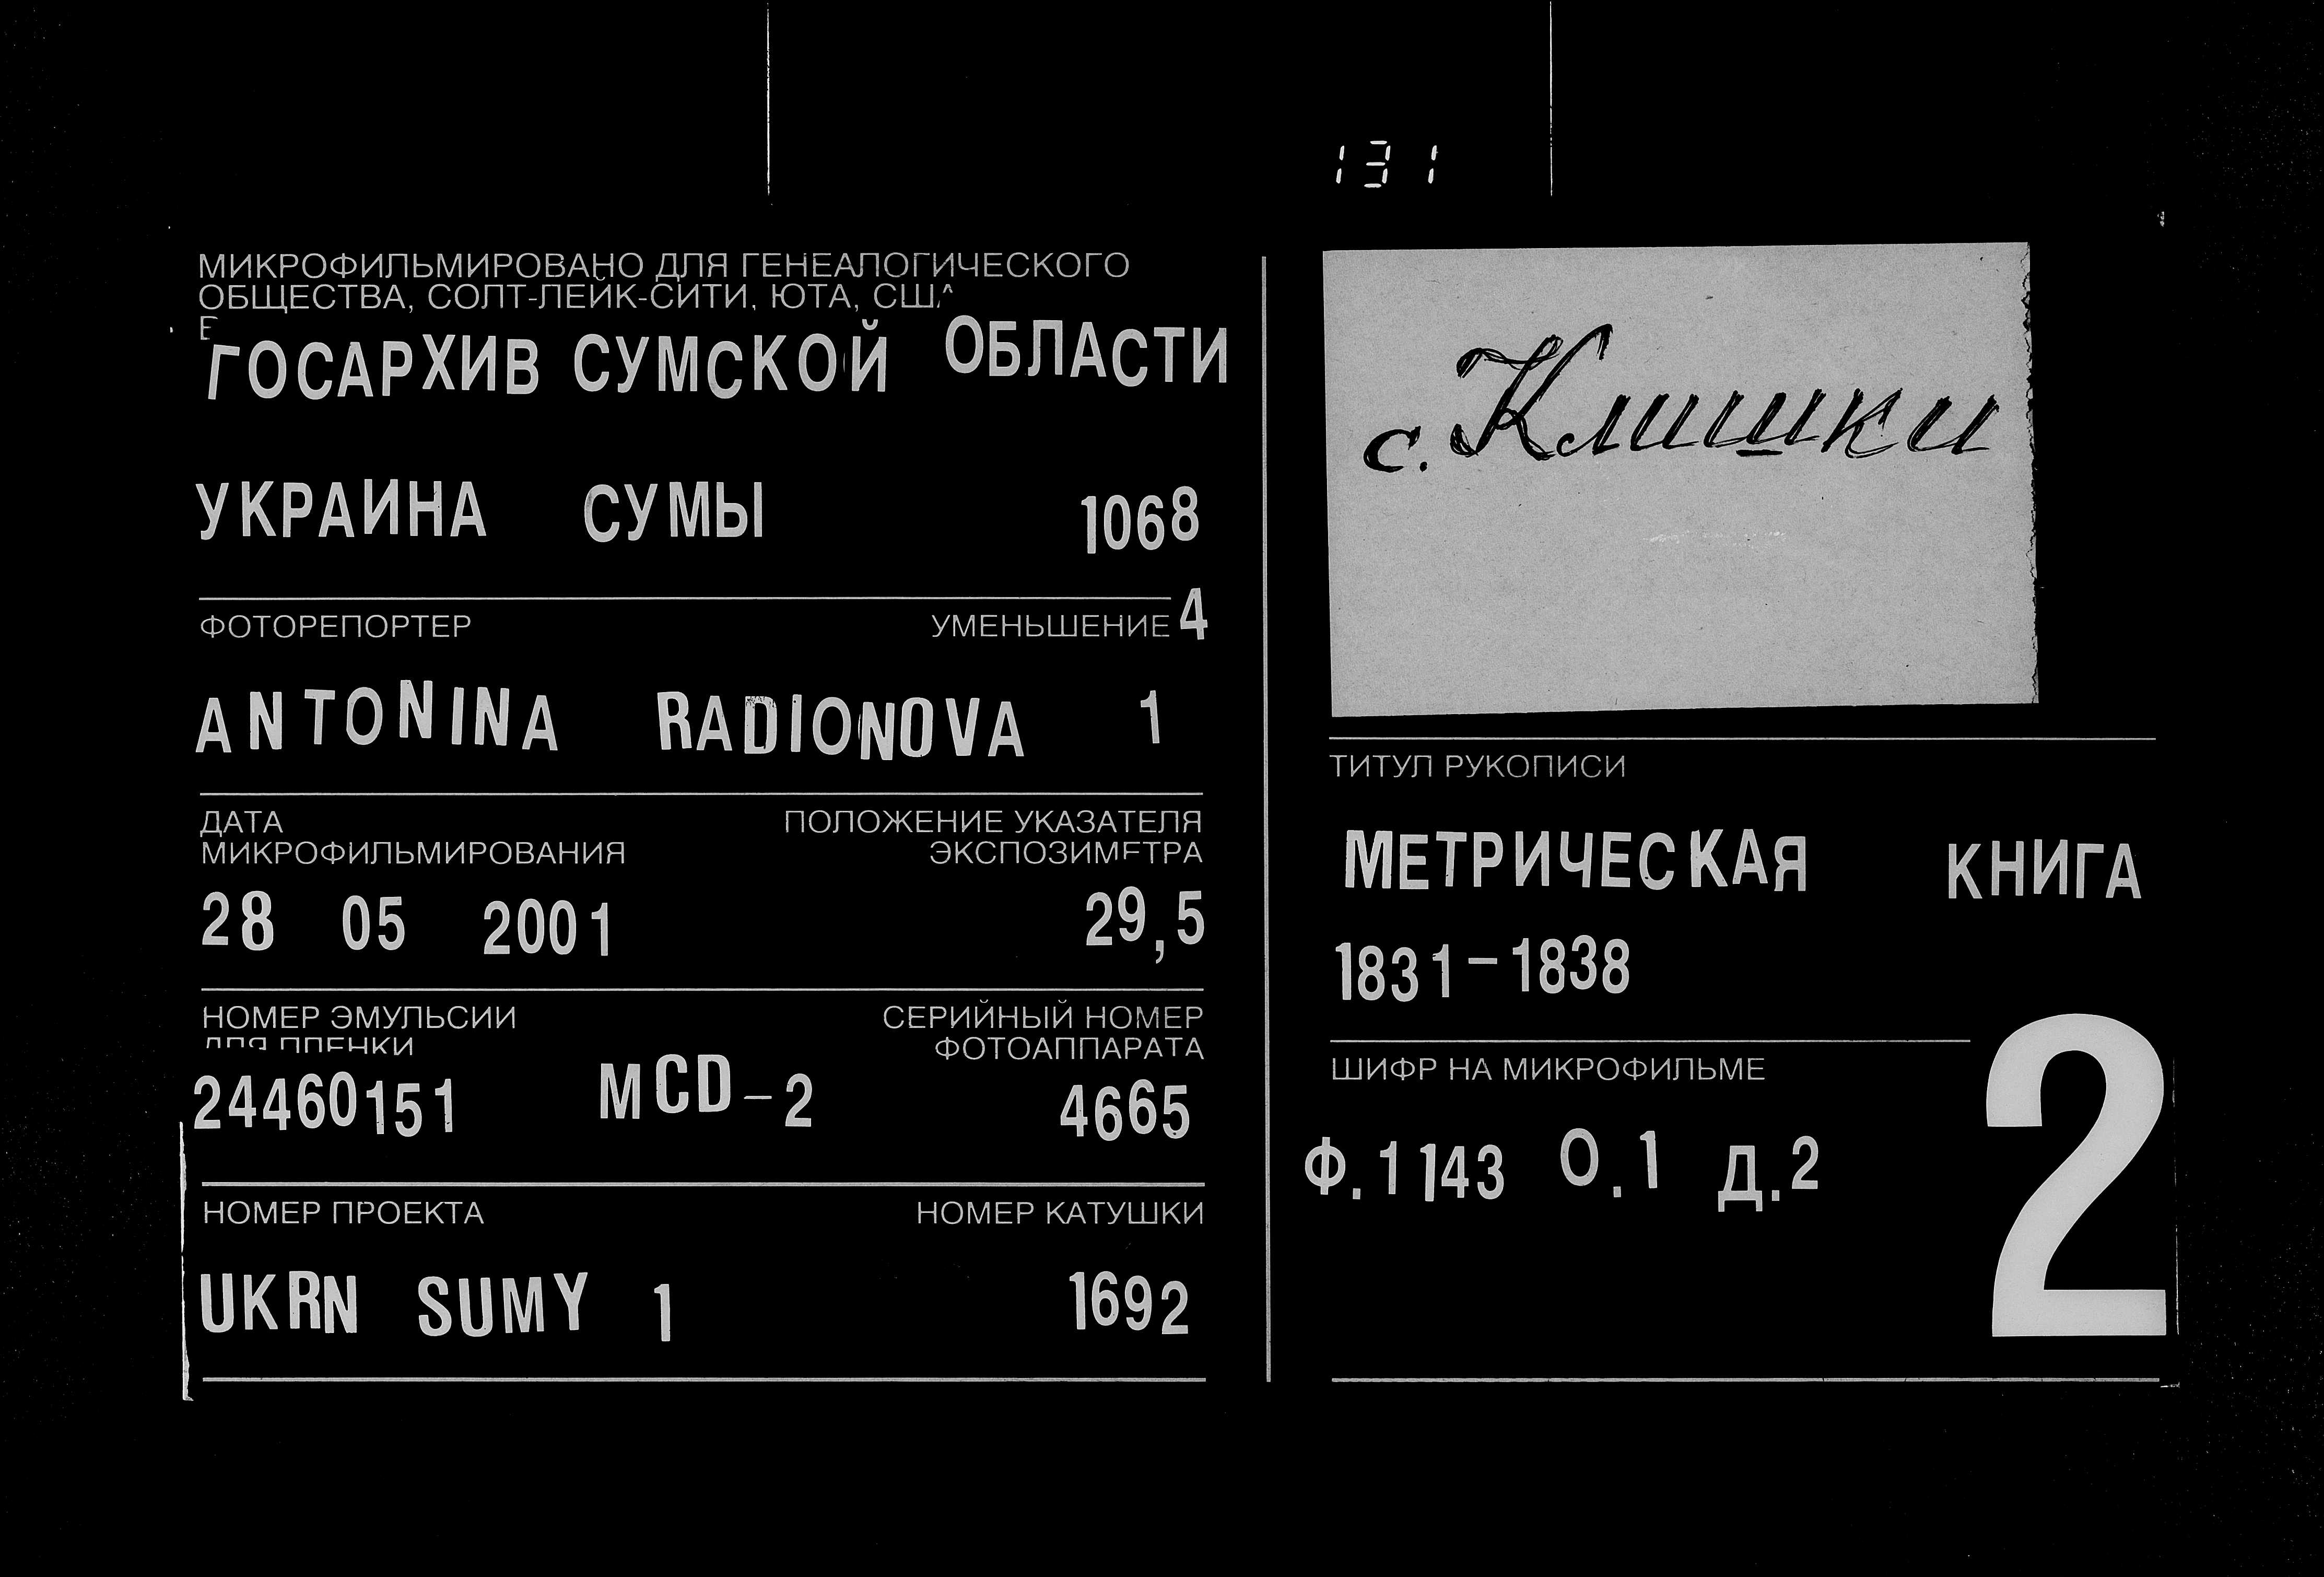 131
МИКРОФИЛЬМИРОВАНО ДЛЯ ГЕНЕАЛОГИЧЕСКОГО
ОБЩЕСТВА, СОЛТ-ЛЕЙК-СИТИ, ЮТА, США
В
ГОСАРХИВ СУМСКОЙ ОБЛАСТИ
УКРАИНА СУМЫ 1068
ФОТОРЕПОРТЕР УМЕНЬШЕНИЕ 4
ANTONINA RADIONOVA 1
ДАТА ПОЛОЖЕНИЕ УКАЗАТЕЛЯ
МИКРОФИЛЬМИРОВАНИЯ ЭКСПОЗИМЕТРА
28 05 2001 29,5
НОМЕР ЭМУЛЬСИИ СЕРИЙНЫЙ НОМЕР
ДЛЯ ПЛЕНКИ ФОТОАППАРАТА
24460151 MCD-2 4665
НОМЕР ПРОЕКТА НОМЕР КАТУШКИ
UKRN SUMY 1 1692
с. Клишки
ТИТУЛ РУКОПИСИ
МЕТРИЧЕСКАЯ КНИГА
1831-1838
ШИФР НА МИКРОФИЛЬМЕ
Ф.1143 О.1 Д.2
2